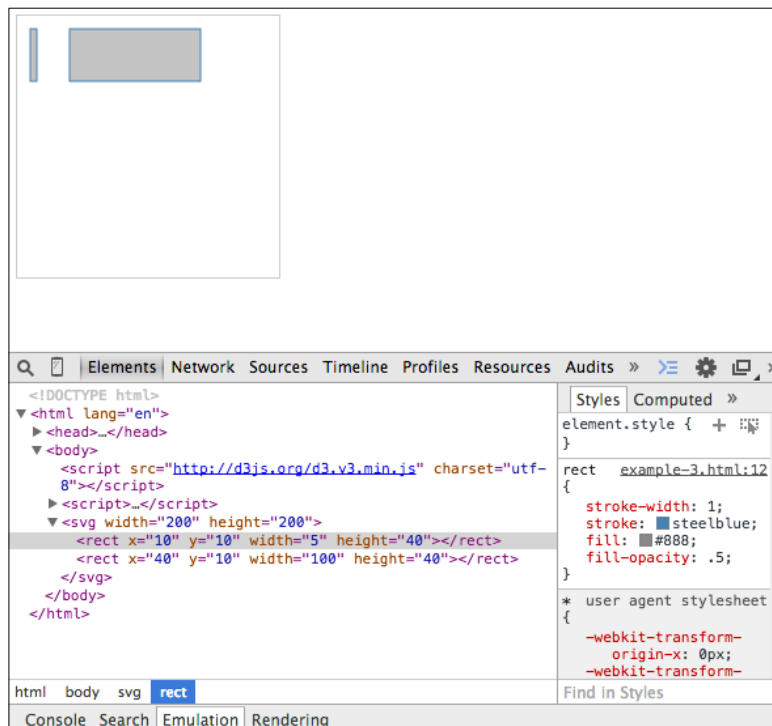 Elements Network Sources Timeline Profiles Resources Audits »
<!DOCTYPE html>
▼<html lang="en">
▶<head>…</head>
▼<body>
<script src="http://d3js.org/d3.v3.min.js" charset="utf-
8"></script>
▶<script>…</script>
▼<svg width="200" height="200">
<rect x="10" y="10" width="5" height="40"></rect>
<rect x="40" y="10" width="100" height="40"></rect>
</svg>
</body>
</html>
html body svg rect
Styles Computed »
element.style {
}
rect example-3.html:12
{
stroke-width: 1;
stroke: steelblue;
fill: #888;
fill-opacity: .5;
}
* user agent stylesheet
{
-webkit-transform-
origin-x: 0px;
-webkit-transform-
Find in Styles
Console Search Emulation Rendering